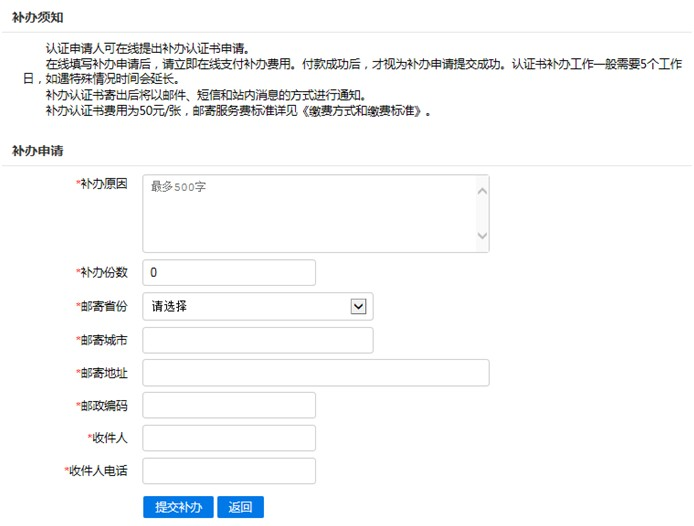 补办须知
认证申请人可在线提出补办认证书申请。
在线填写补办申请后，请立即在线支付补办费用。付款成功后，才视为补办申请提交成功。认证书补办工作一般需要5个工作
日，如遇特殊情况时间会延长。
补办认证书寄出后将以邮件、短信和站内消息的方式进行通知。
补办认证书费用为50元/张，邮寄服务费标准详见《缴费方式和缴费标准》。
补办申请
*补办原因 最多500字
*补办份数 0
*邮寄省份 请选择
*邮寄城市
*邮寄地址
*邮政编码
*收件人
*收件人电话
提交补办 返回